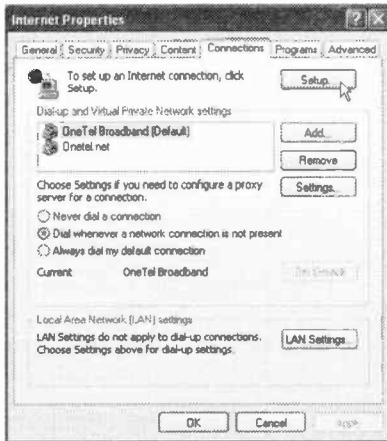 Internet Properties
General Security Privacy Content Connections Programs Advanced
To set up an Internet connection, click
Setup.
Setup...
Dial-up and Virtual Private Network settings
OneTel Broadband (Default)
Onetel.net
Add...
Remove
Choose Settings if you need to configure a proxy
server for a connection.
Settings...
Never dial a connection
Dial whenever a network connection is not present
Always dial my default connection
Current OneTel Broadband
Local Area Network (LAN) settings
LAN Settings do not apply to dial-up connections.
Choose Settings above for dial-up settings.
LAN Settings...
OK Cancel Apply